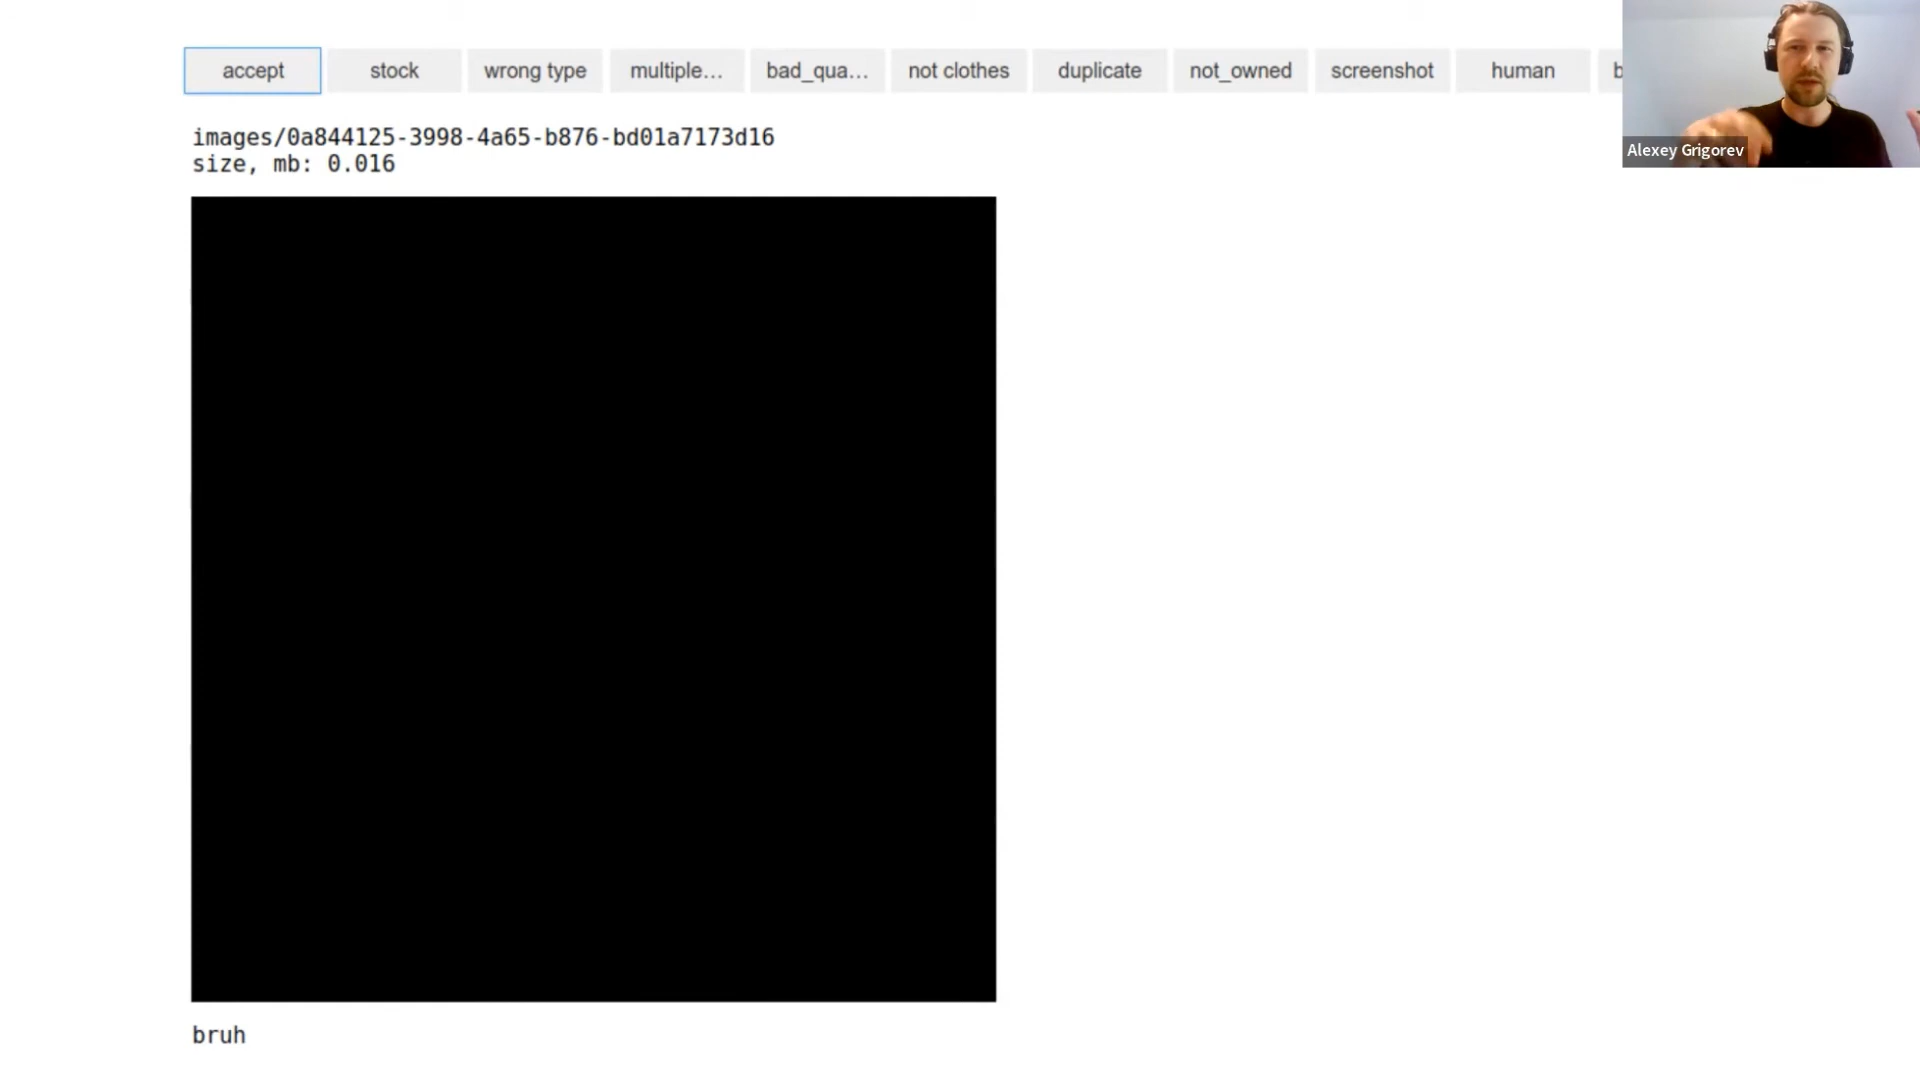 accept stock wrong type multiple... bad_qua... not clothes duplicate not_owned screenshot human b
Alexey Grigorev
images/0a844125-3998-4a65-b876-bd01a7173d16
size, mb: 0.016
bruh